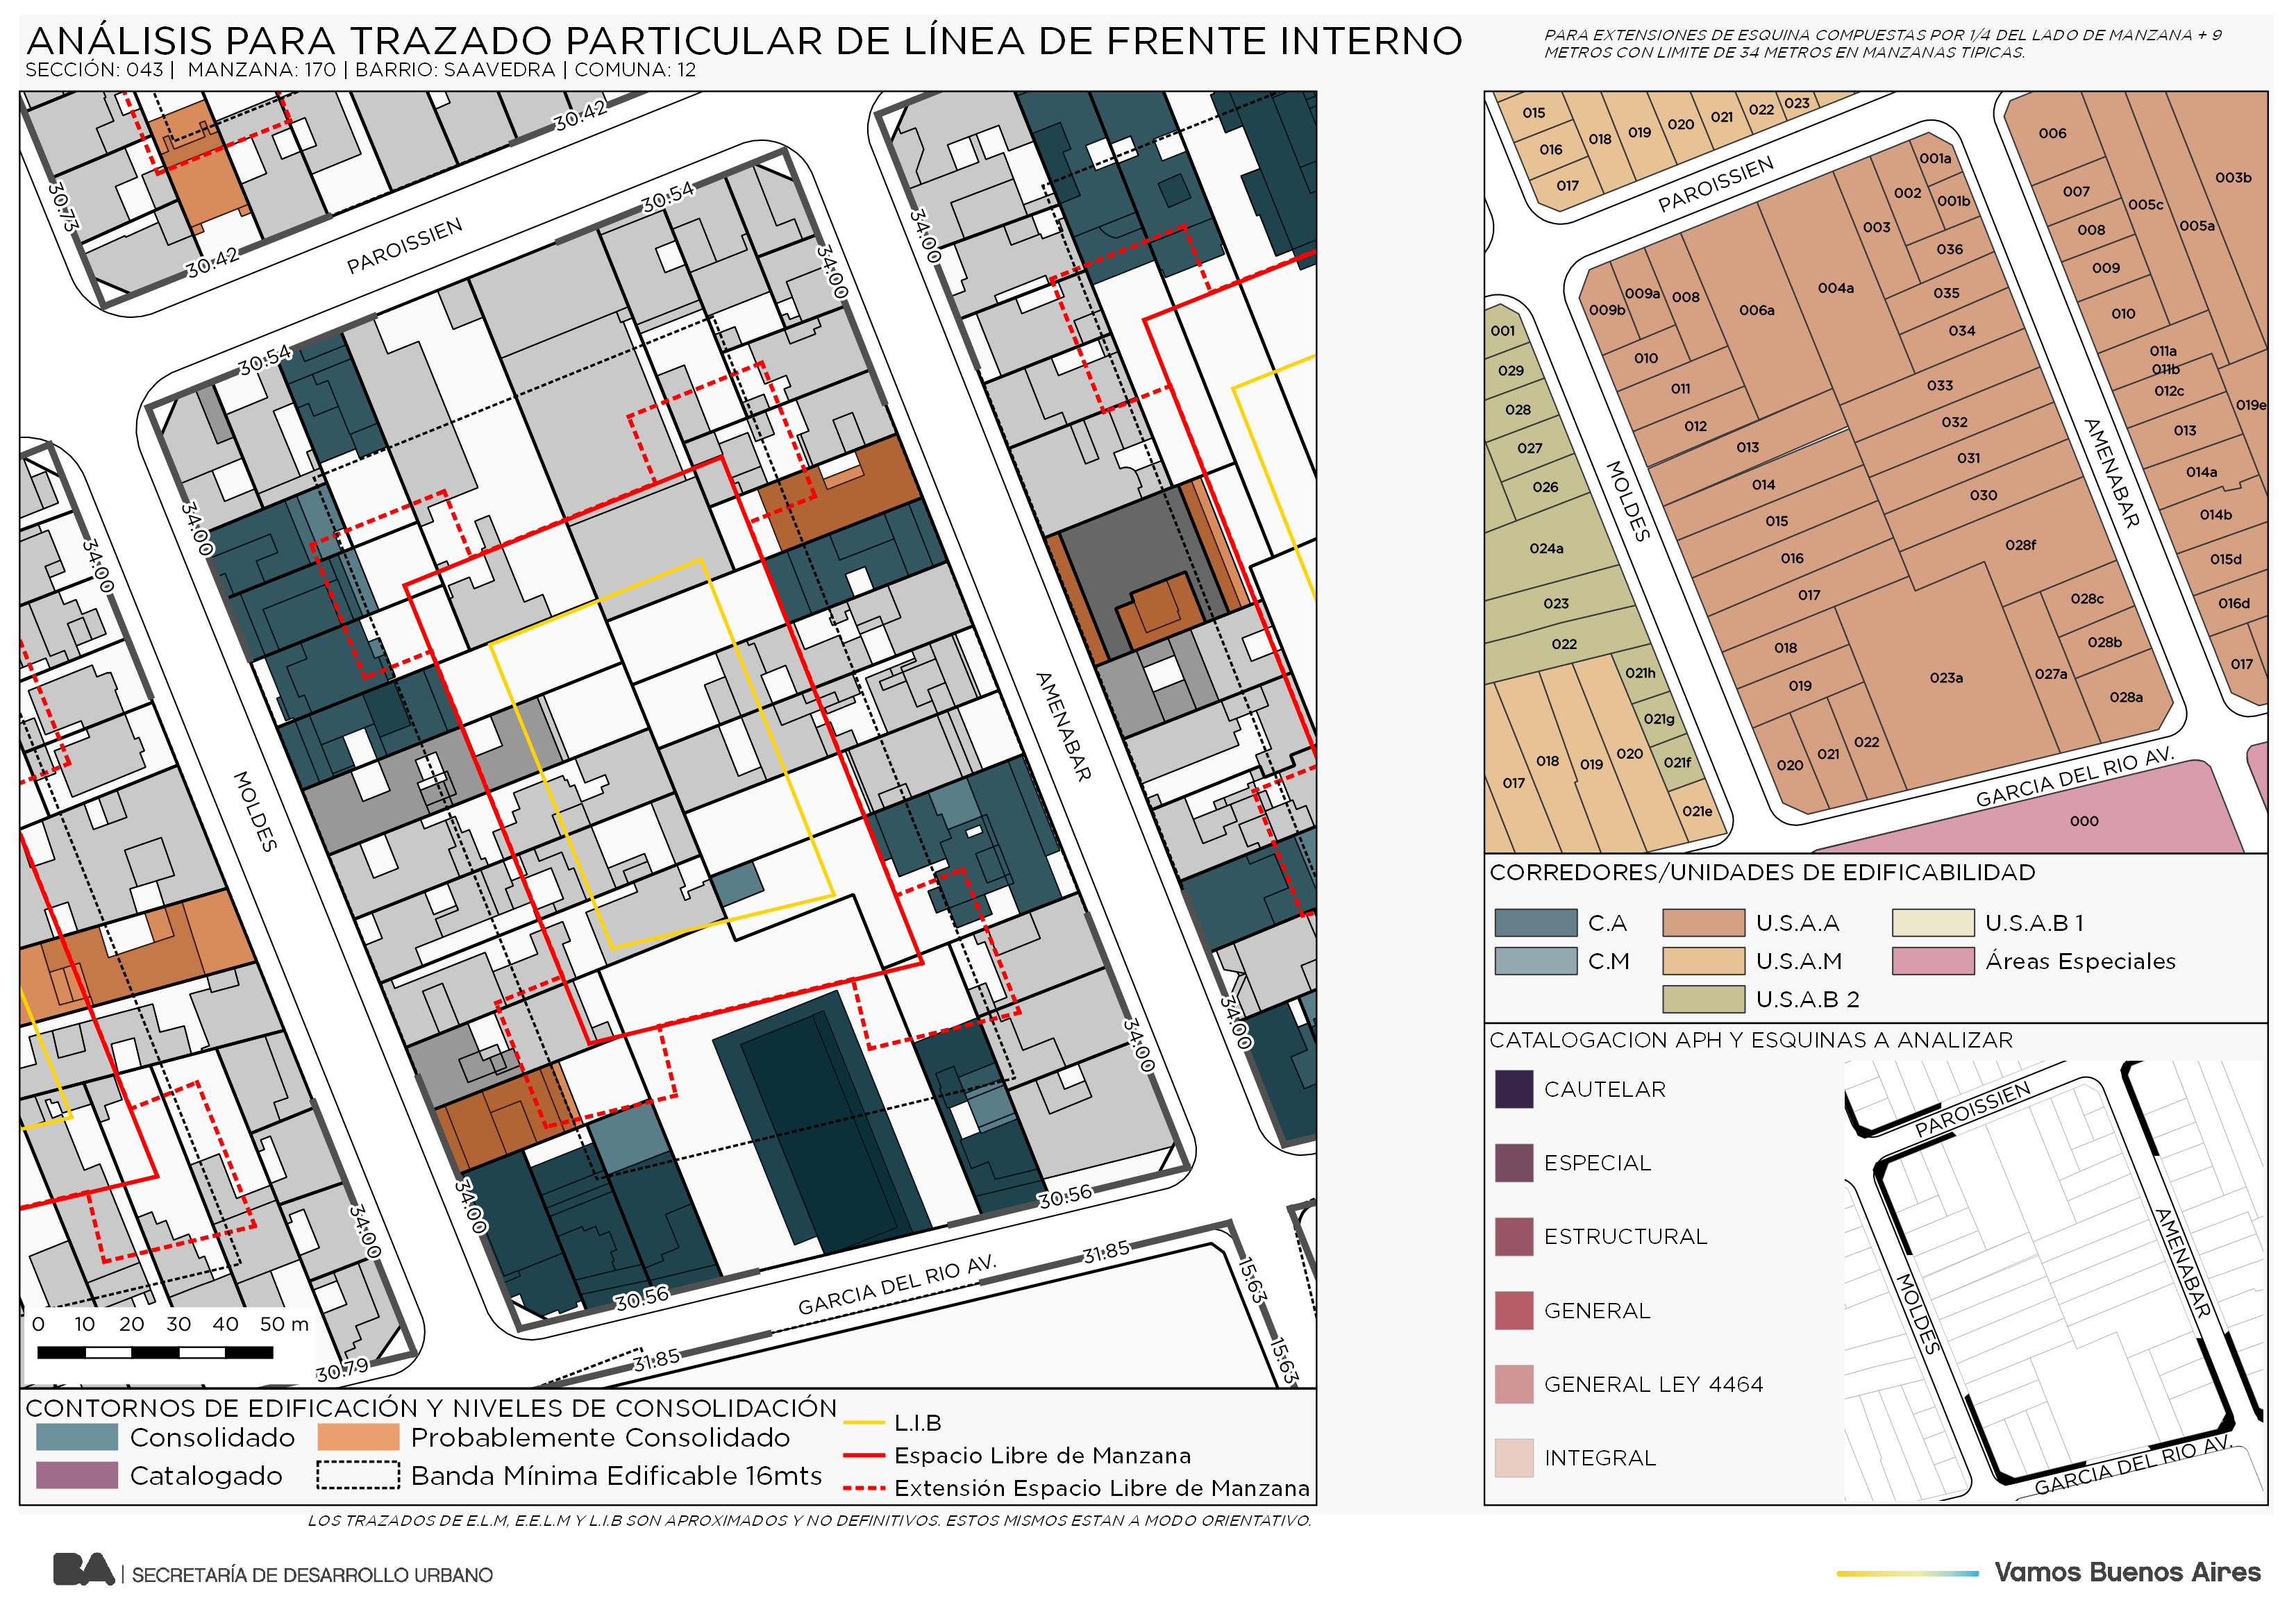 ANÁLISIS PARA TRAZADO PARTICULAR DE LÍNEA DE FRENTE INTERNO
SECCIÓN: 043 | MANZANA: 170 | BARRIO: SAAVEDRA | COMUNA: 12
PARA EXTENSIONES DE ESQUINA COMPUESTAS POR 1/4 DEL LADO DE MANZANA + 9
METROS CON LIMITE DE 34 METROS EN MANZANAS TIPICAS.
30.42
30.73
30.42
PAROISSIEN
30.54
34.00
34.00
30.54
34.00
34.00
MOLDES
AMENABAR
34.00
34.00
34.00
34.00
30.56
30.56
GARCIA DEL RIO AV.
31.85
31.85
15.63
15.63
30.79
0 10 20 30 40 50 m
CONTORNOS DE EDIFICACIÓN Y NIVELES DE CONSOLIDACIÓN
Consolidado
Probablemente Consolidado
Catalogado
Banda Mínima Edificable 16mts
L.I.B
Espacio Libre de Manzana
Extensión Espacio Libre de Manzana
LOS TRAZADOS DE E.L.M, E.E.L.M Y L.I.B SON APROXIMADOS Y NO DEFINITIVOS. ESTOS MISMOS ESTAN A MODO ORIENTATIVO.
015
016
017
018
019
020
021
022
023
PAROISSIEN
001a
001b
002
003
036
035
034
004a
006a
008
009a
009b
010
011
012
013
014
015
016
017
018
019
020
021
022
023a
033
032
031
030
028f
028c
028b
028a
027a
006
007
008
009
010
005c
005a
003b
011a
011b
012c
019e
013
014a
014b
015d
016d
017
001
029
028
027
026
024a
023
022
021h
021g
021f
021e
020
019
018
017
000
MOLDES
AMENABAR
GARCIA DEL RIO AV.
CORREDORES/UNIDADES DE EDIFICABILIDAD
C.A
U.S.A.A
U.S.A.B 1
C.M
U.S.A.M
Áreas Especiales
U.S.A.B 2
CATALOGACION APH Y ESQUINAS A ANALIZAR
CAUTELAR
ESPECIAL
ESTRUCTURAL
GENERAL
GENERAL LEY 4464
INTEGRAL
PAROISSIEN
MOLDES
AMENABAR
GARCIA DEL RIO AV.
BA | SECRETARÍA DE DESARROLLO URBANO
Vamos Buenos Aires